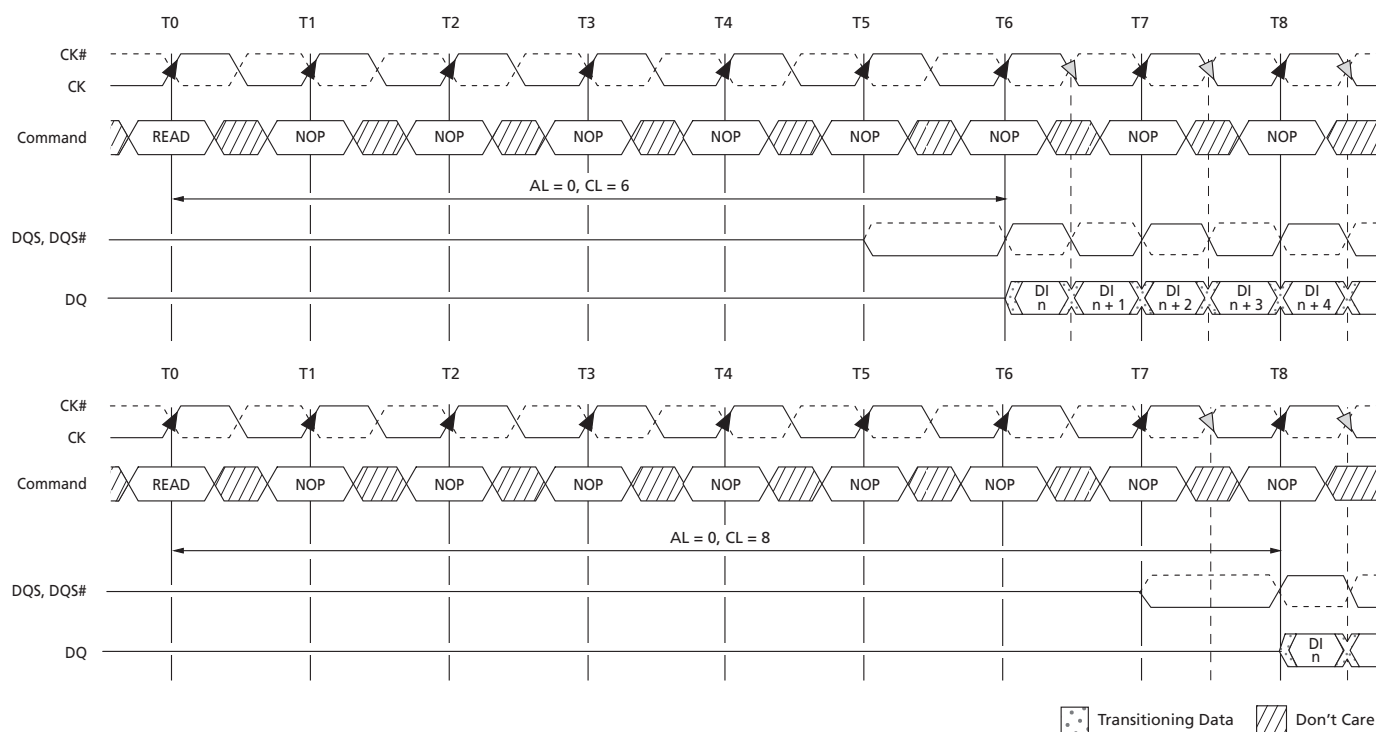 T0 T1 T2 T3 T4 T5 T6 T7 T8
CK#
CK
Command READ NOP NOP NOP NOP NOP NOP NOP NOP
AL = 0, CL = 6
DQS, DQS#
DQ DI n DI n + 1 DI n + 2 DI n + 3 DI n + 4
T0 T1 T2 T3 T4 T5 T6 T7 T8
CK#
CK
Command READ NOP NOP NOP NOP NOP NOP NOP NOP
AL = 0, CL = 8
DQS, DQS#
DQ DI n
Transitioning Data Don't Care